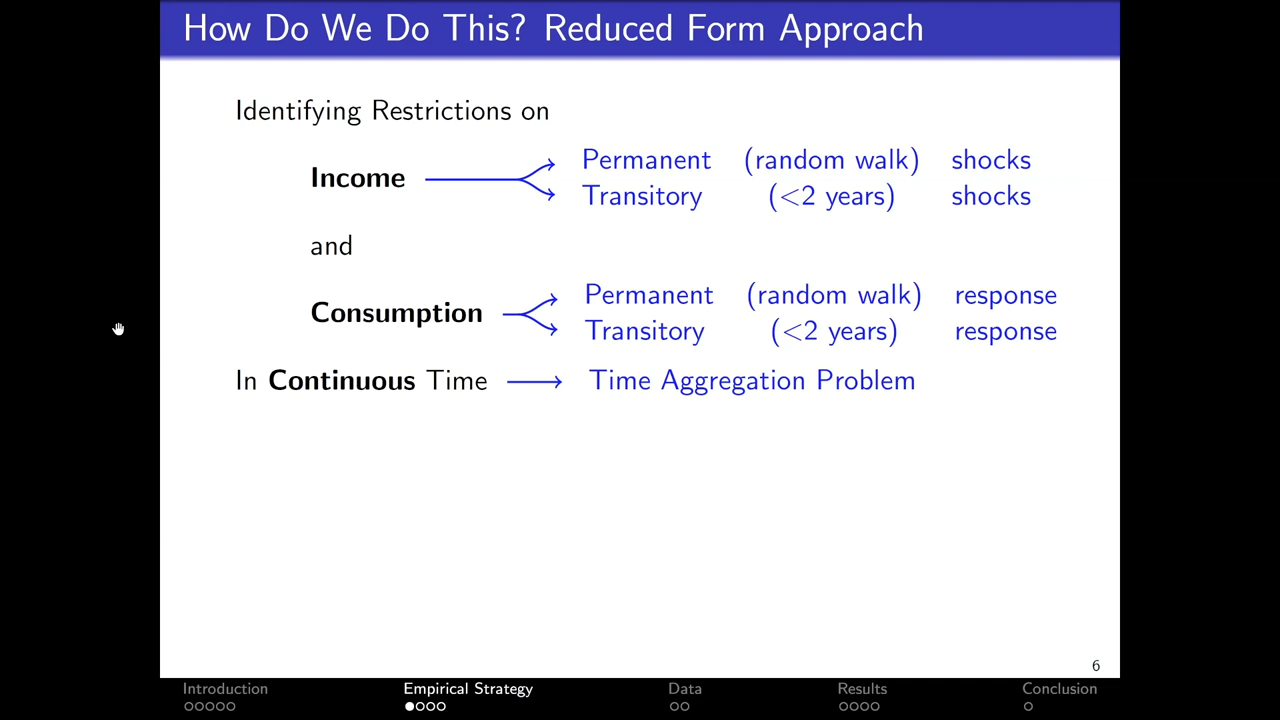 How Do We Do This? Reduced Form Approach
Identifying Restrictions on
Income
Permanent (random walk) shocks
Transitory (<2 years) shocks
and
Consumption
Permanent (random walk) response
Transitory (<2 years) response
In Continuous Time
Time Aggregation Problem
6
Introduction Empirical Strategy Data Results Conclusion